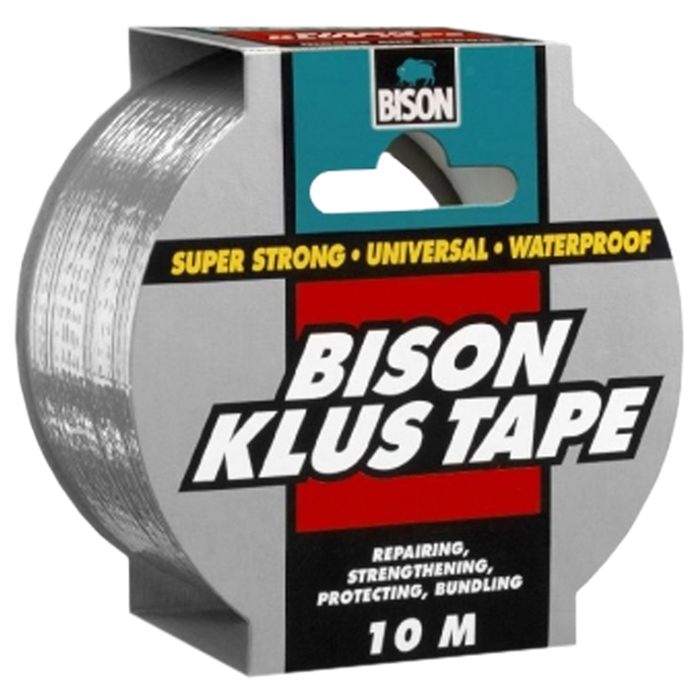 BISON
SUPER STRONG • UNIVERSAL • WATERPROOF
BISON
KLUS TAPE
REPAIRING,
STRENGTHENING,
PROTECTING, BUNDLING
10 M